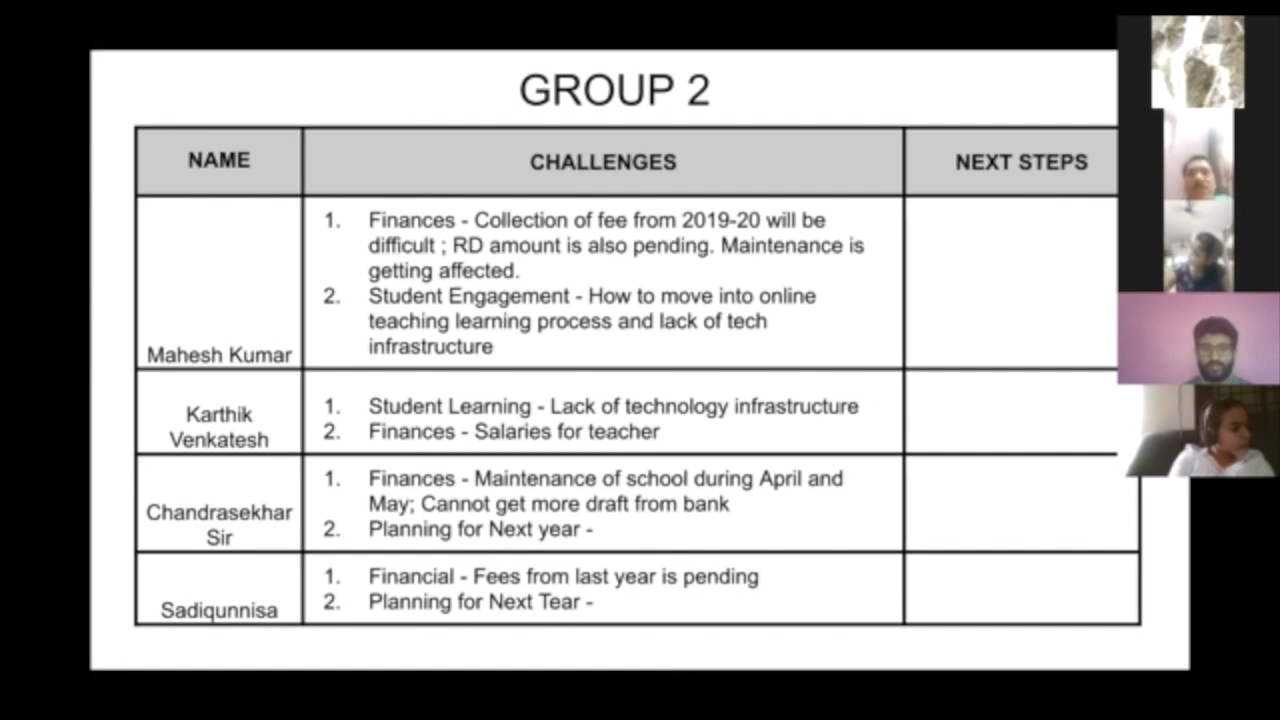 GROUP 2
NAME
CHALLENGES
NEXT STEPS
Mahesh Kumar
1. Finances - Collection of fee from 2019-20 will be
difficult ; RD amount is also pending. Maintenance is
getting affected.
2. Student Engagement - How to move into online
teaching learning process and lack of tech
infrastructure
Karthik
Venkatesh
1. Student Learning - Lack of technology infrastructure
2. Finances - Salaries for teacher
Chandrasekhar
Sir
1. Finances - Maintenance of school during April and
May; Cannot get more draft from bank
2. Planning for Next year -
Sadiqunnisa
1. Financial - Fees from last year is pending
2. Planning for Next Tear -